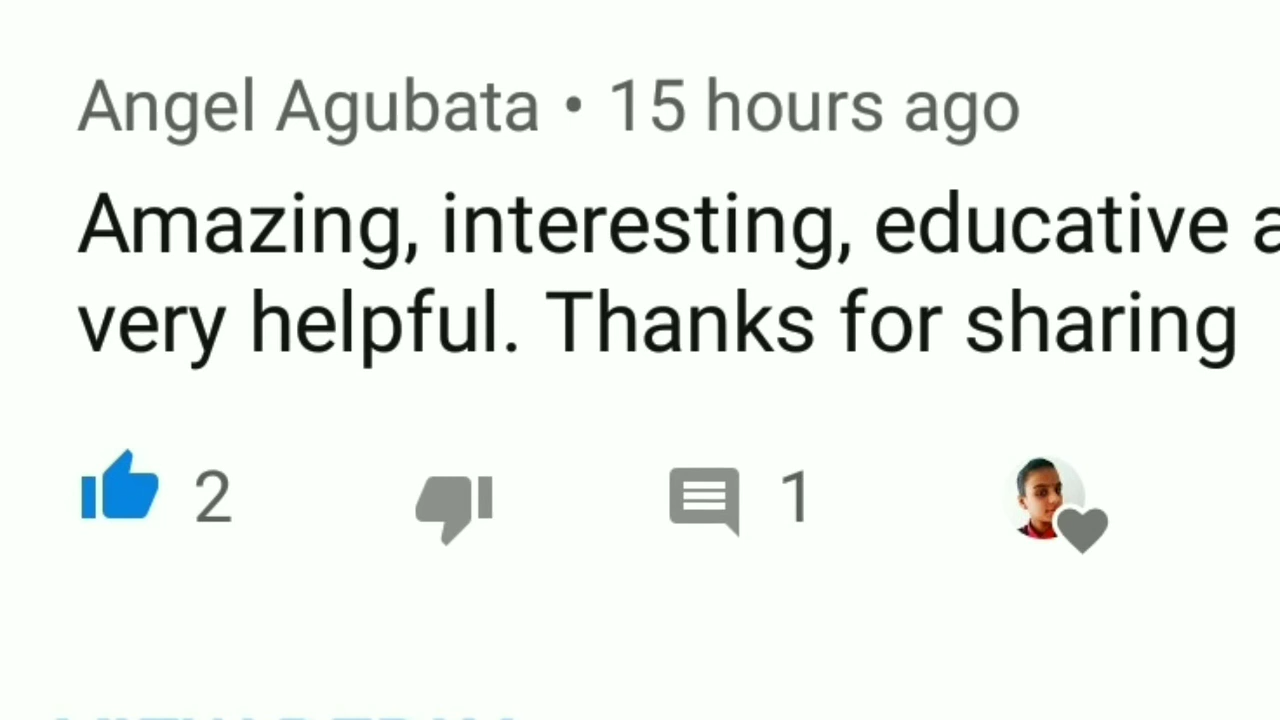 Angel Agubata • 15 hours ago
Amazing, interesting, educative a
very helpful. Thanks for sharing
2
1